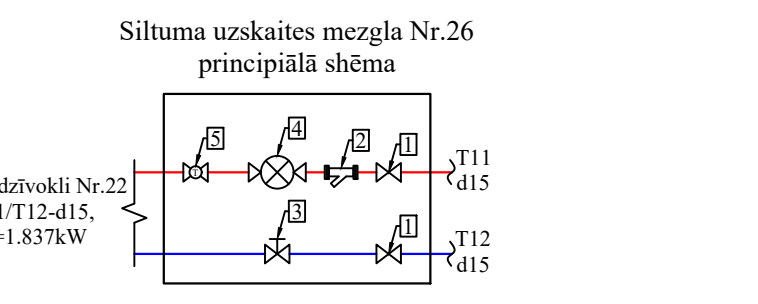 Siltuma uzskaites mezgla Nr.26
principiālā shēma
5
4
2
1
T11
d15
dzīvokli Nr.22
1/T12-d15,
=1.837kW
3
1
T12
d15